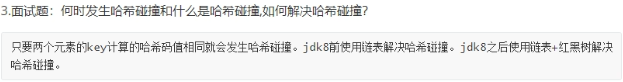 3.面试题：何时发生哈希碰撞和什么是哈希碰撞,如何解决哈希碰撞？
只要两个元素的key计算的哈希码值相同就会发生哈希碰撞。jdk8前使用链表解决哈希碰撞。jdk8之后使用链表+红黑树解
决哈希碰撞。